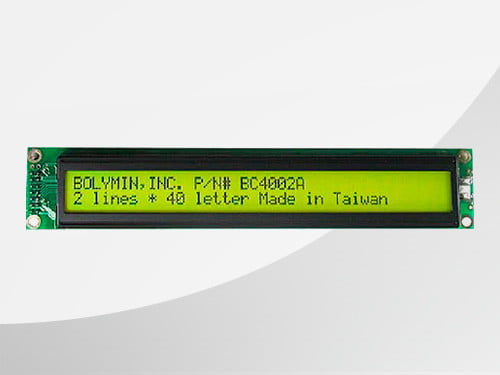 BOLYMIN,INC. P/N# BC4002A
2 lines * 40 letter Made in Taiwan